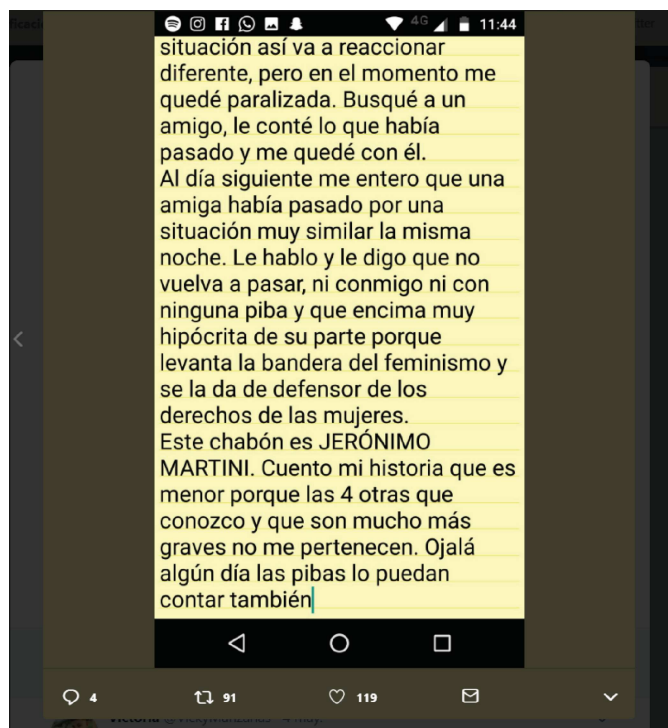 4G 11:44
situación así va a reaccionar
diferente, pero en el momento me
quedé paralizada. Busqué a un
amigo, le conté lo que había
pasado y me quedé con él.
Al día siguiente me entero que una
amiga había pasado por una
situación muy similar la misma
noche. Le hablo y le digo que no
vuelva a pasar, ni conmigo ni con
ninguna piba y que encima muy
hipócrita de su parte porque
levanta la bandera del feminismo y
se la da de defensor de los
derechos de las mujeres.
Este chabón es JERÓNIMO
MARTINI. Cuento mi historia que es
menor porque las 4 otras que
conozco y que son mucho más
graves no me pertenecen. Ojalá
algún día las pibas lo puedan
contar también
4 91 119